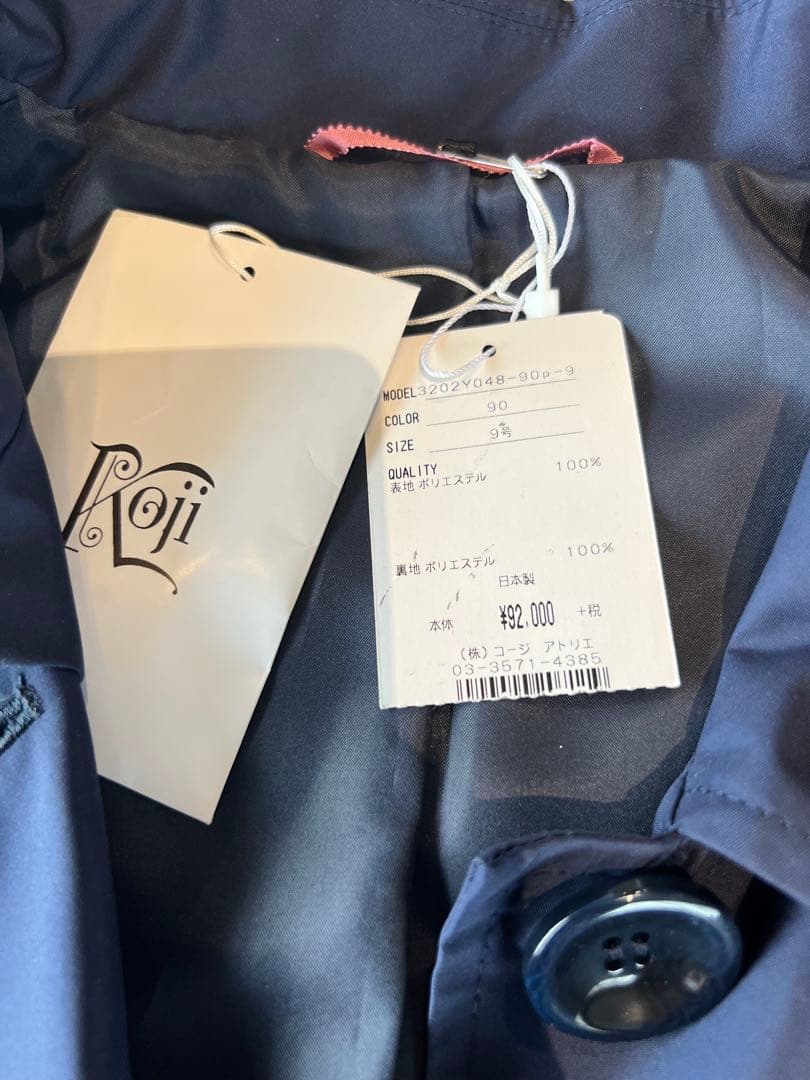 Koji
MODEL3202Y048-90p-9
COLOR 90
SIZE 9号
QUALITY
表地 ポリエステル 100%
裏地 ポリエステル 100%
日本製
本体 ¥92,000 +税
(株)コージ アトリエ
03-3571-4385